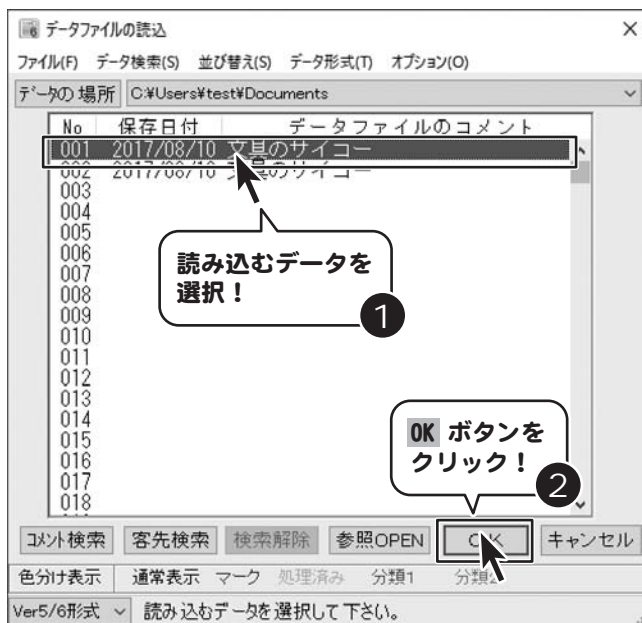 データファイルの読込
ファイル(F) データ検索(S) 並び替え(S) データ形式(T) オプション(O)
データの場所 C:¥Users¥test¥Documents
No 保存日付 データファイルのコメント
001 2017/08/10 文具のサイコー
002 2017/08/10 文具のサイコー
003
004
005
006
007
008
009
010
011
012
013
014
015
016
017
018
読み込むデータを
選択！
1
OK ボタンを
クリック！
2
コメント検索 客先検索 検索解除 参照OPEN OK キャンセル
色分け表示 通常表示 マーク 処理済み 分類1 分類2
Ver5/6形式 読み込むデータを選択して下さい。